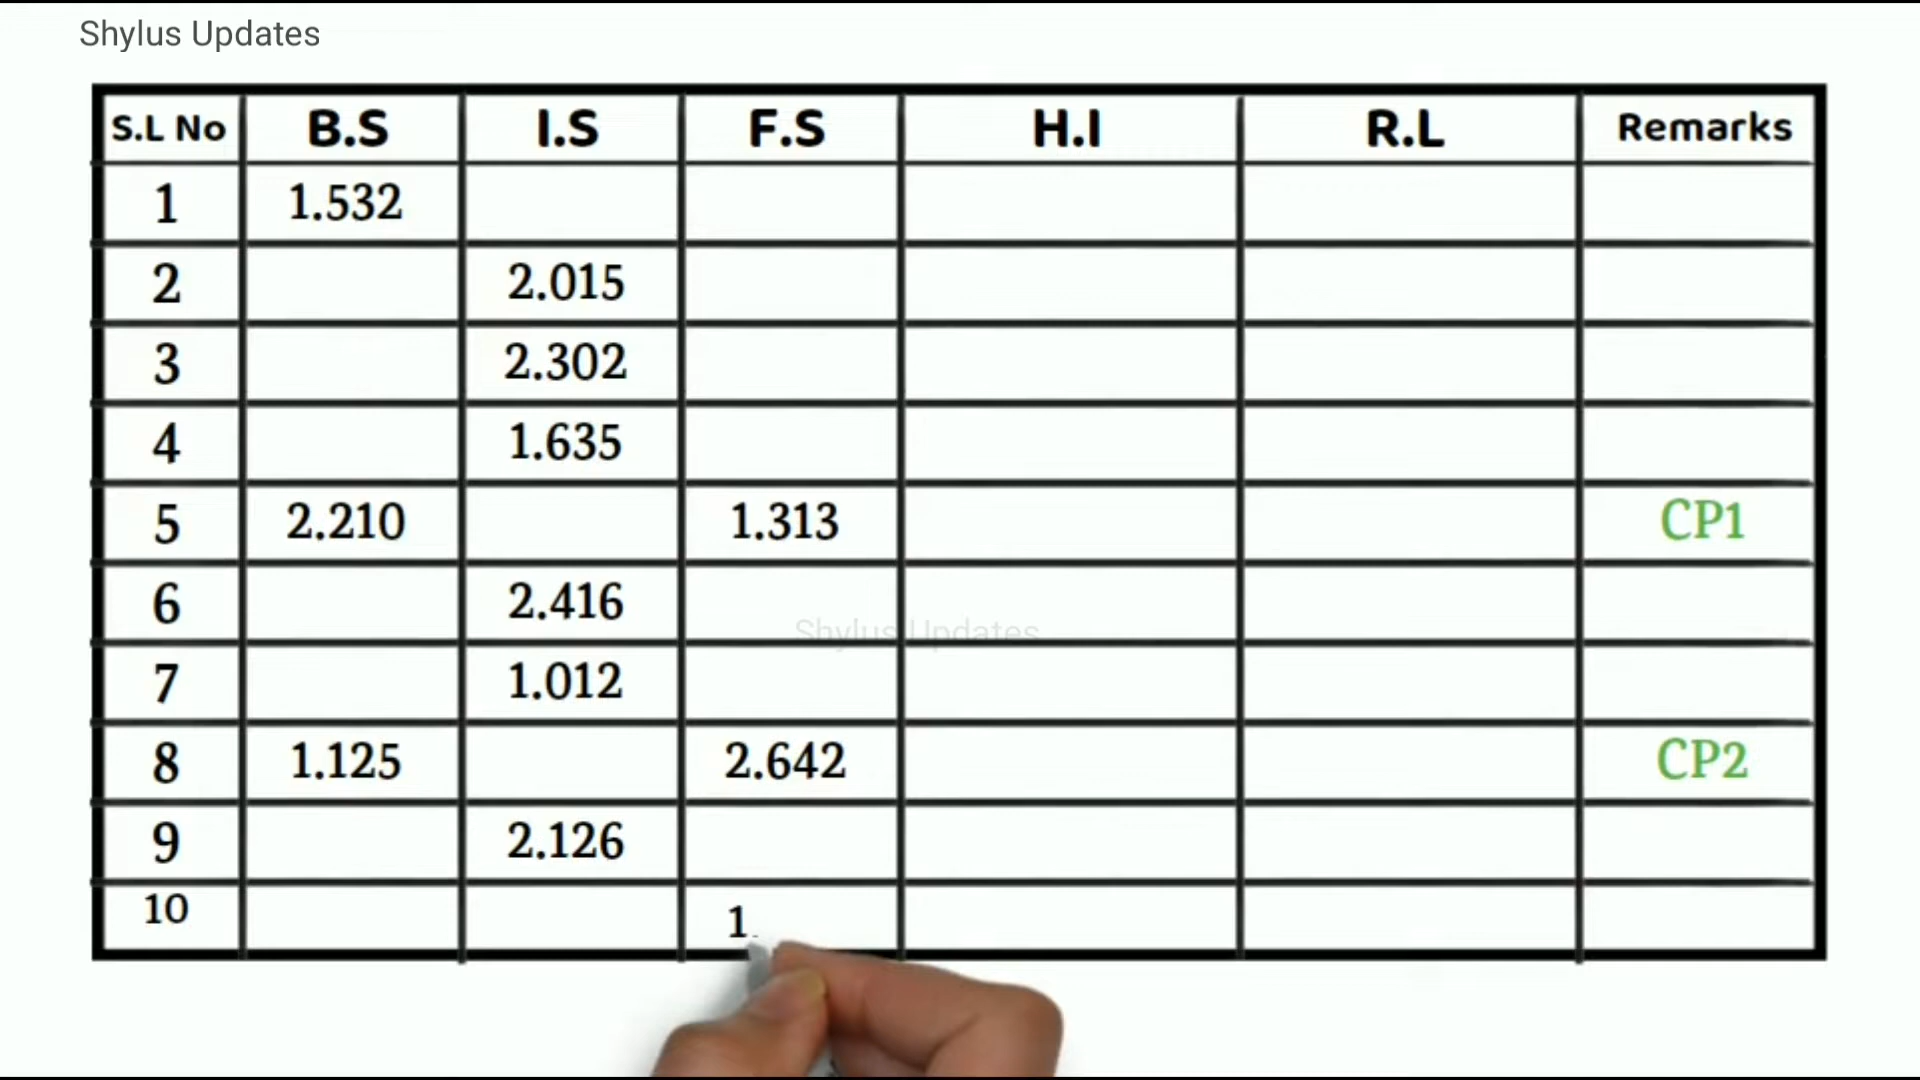 Shylus Updates
S.L No B.S I.S F.S H.I R.L Remarks
1 1.532
2 2.015
3 2.302
4 1.635
5 2.210 1.313 CP1
6 2.416
Shylus Updates
7 1.012
8 1.125 2.642 CP2
9 2.126
10 1.